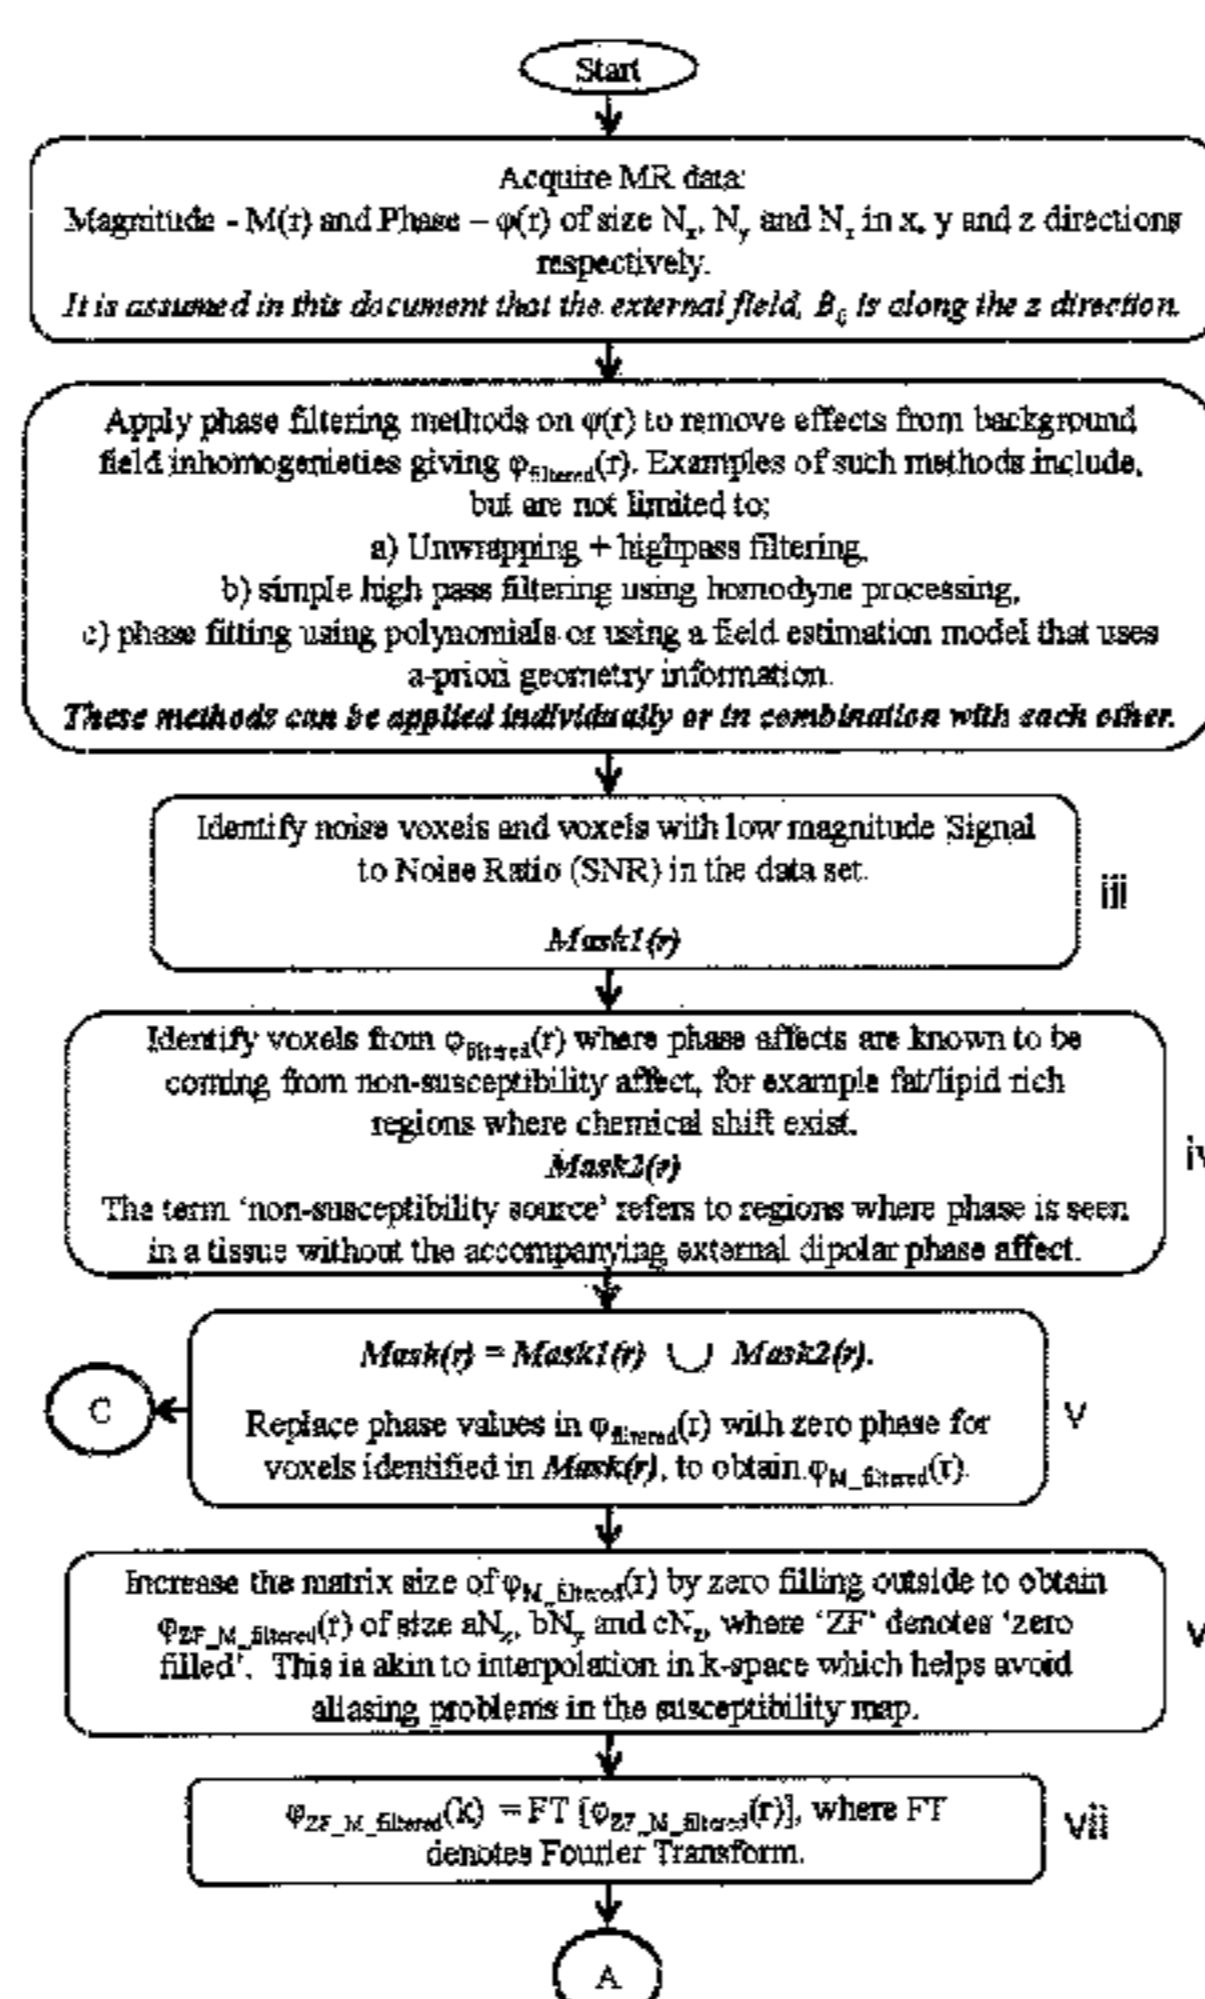 Start
Acquire MR data:
Magnitude - M(r) and Phase – φ(r) of size Nx, Ny and Nz in x, y and z directions
respectively.
It is assumed in this document that the external field, B0 is along the z direction.
Apply phase filtering methods on φ(r) to remove effects from background
field inhomogenieties giving φfiltered(r). Examples of such methods include,
but are not limited to;
a) Unwrapping + highpass filtering,
b) simple high pass filtering using homodyne processing,
c) phase fitting using polynomials or using a field estimation model that uses
a-priori geometry information.
These methods can be applied individually or in combination with each other.
Identify noise voxels and voxels with low magnitude Signal
to Noise Ratio (SNR) in the data set.
Mask1(r)
iii
Identify voxels from φfiltered(r) where phase affects are known to be
coming from non-susceptibility affect, for example fat/lipid rich
regions where chemical shift exist.
Mask2(r)
The term ‘non-susceptibility source’ refers to regions where phase is seen
in a tissue without the accompanying external dipolar phase affect.
iv
Mask(r) = Mask1(r) ∪ Mask2(r).
Replace phase values in φfiltered(r) with zero phase for
voxels identified in Mask(r), to obtain φM_filtered(r).
C
v
Increase the matrix size of φM_filtered(r) by zero filling outside to obtain
φZF_M_filtered(r) of size aNx, bNy and cNz, where ‘ZF’ denotes ‘zero
filled’. This is akin to interpolation in k-space which helps avoid
aliasing problems in the susceptibility map.
φZF_M_filtered(k) = FT [φZF_M_filtered(r)], where FT
denotes Fourier Transform.
vii
A